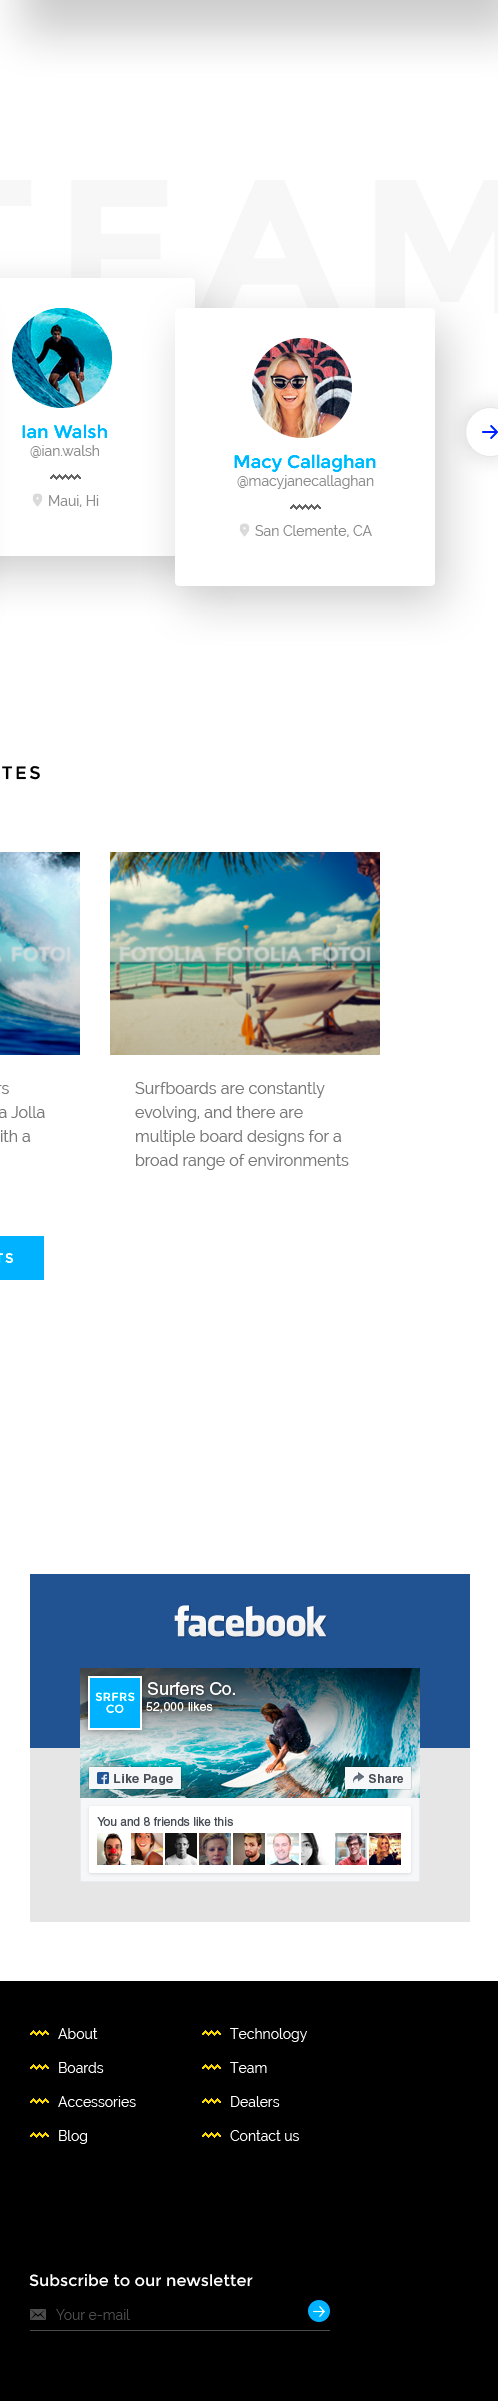 TEAM
Ian Walsh
@ian.walsh
Maui, Hi
Macy Callaghan
@macyjanecallaghan
San Clemente, CA
TES
FOTOLIA FOTOLIA FOTOI
FOTOI
rs
a Jolla
ith a
Surfboards are constantly
evolving, and there are
multiple board designs for a
broad range of environments
TS
facebook
SRFRS
CO
Surfers Co.
52,000 likes
Like Page
Share
You and 8 friends like this
About
Technology
Boards
Team
Accessories
Dealers
Blog
Contact us
Subscribe to our newsletter
Your e-mail